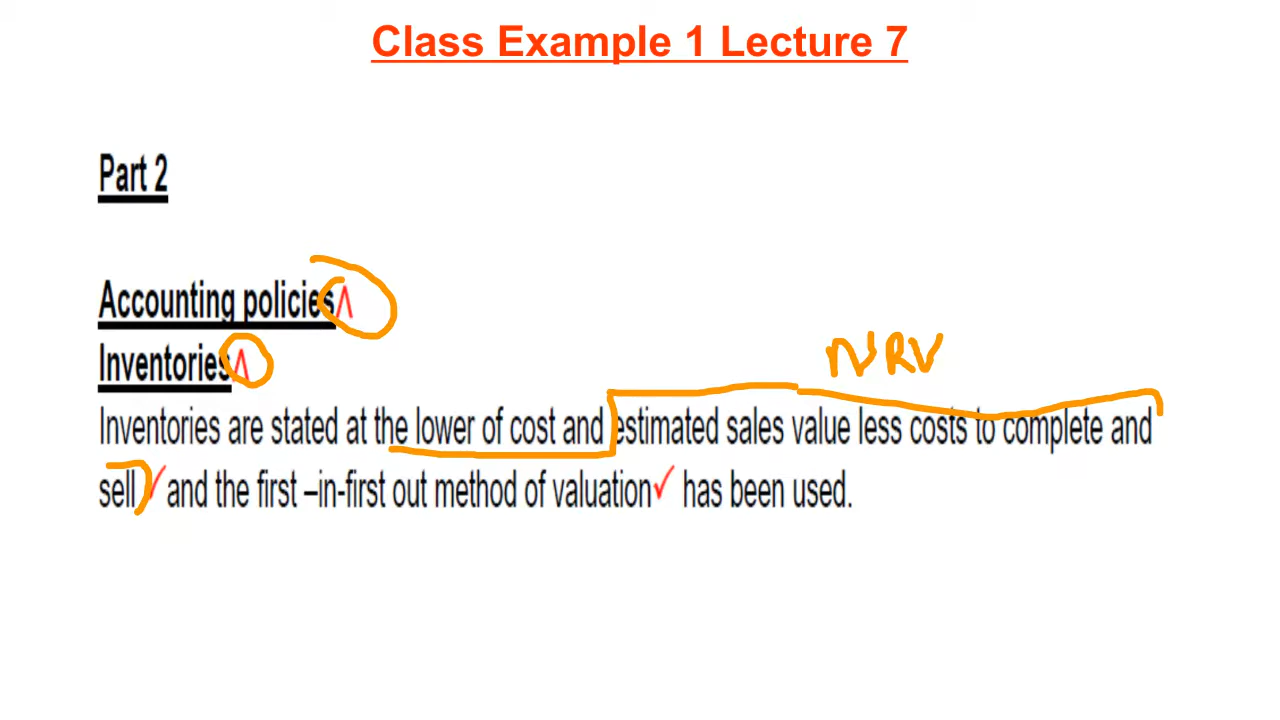 Class Example 1 Lecture 7
Part 2
Accounting policies^
NRV
Inventories^
Inventories are stated at the lower of cost and estimated sales value less costs to complete and
sell✓ and the first –in-first out method of valuation✓ has been used.